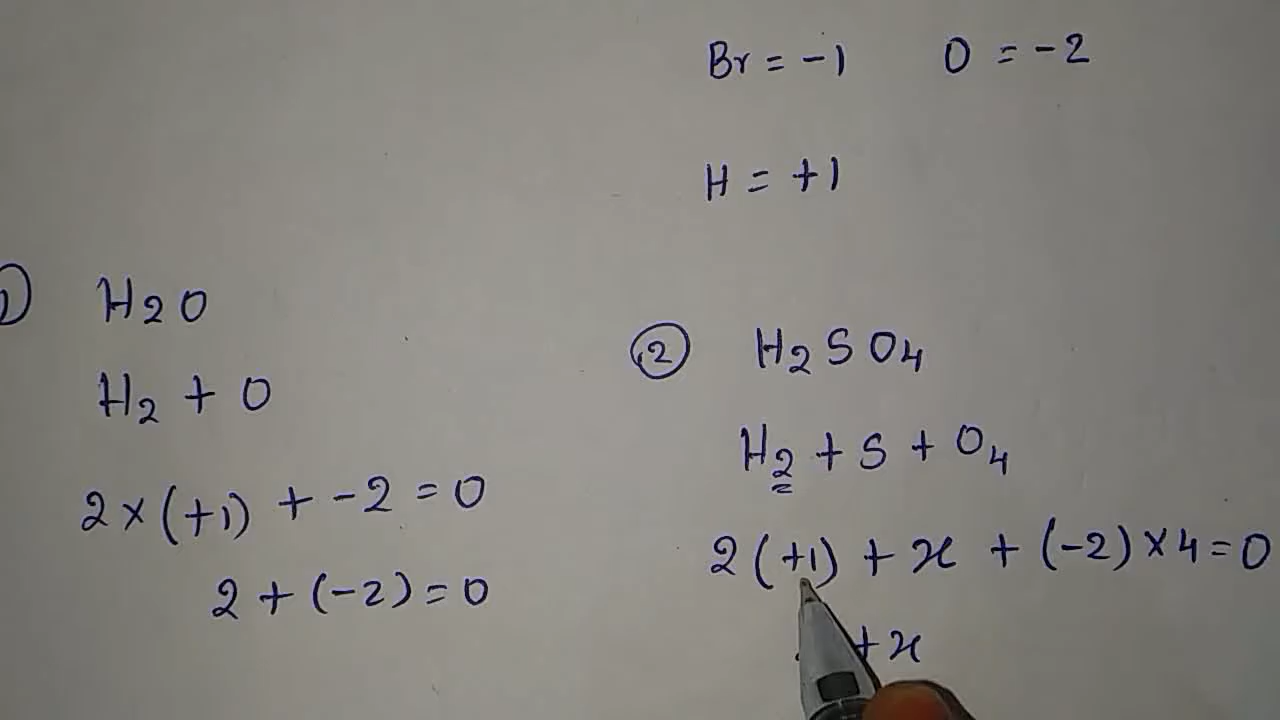 Br = -1 O = -2
H = +1
1 H2O
H2 + O
2 × (+1) + -2 = 0
2 + (-2) = 0
2 H2SO4
H2 + S + O4
2 (+1) + x + (-2) × 4 = 0
+ x